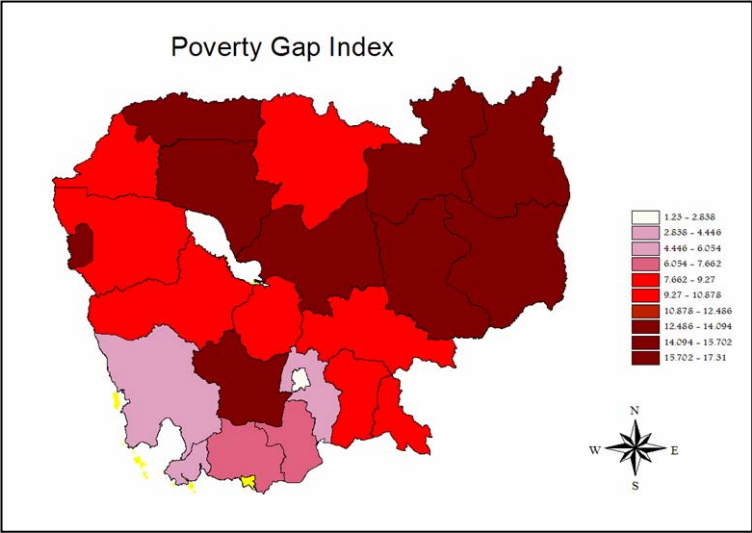 Poverty Gap Index
1.23 - 2.838
2.838 - 4.446
4.446 - 6.054
6.054 - 7.662
7.662 - 9.27
9.27 - 10.878
10.878 - 12.486
12.486 - 14.094
14.094 - 15.702
15.702 - 17.31
N
W E
S